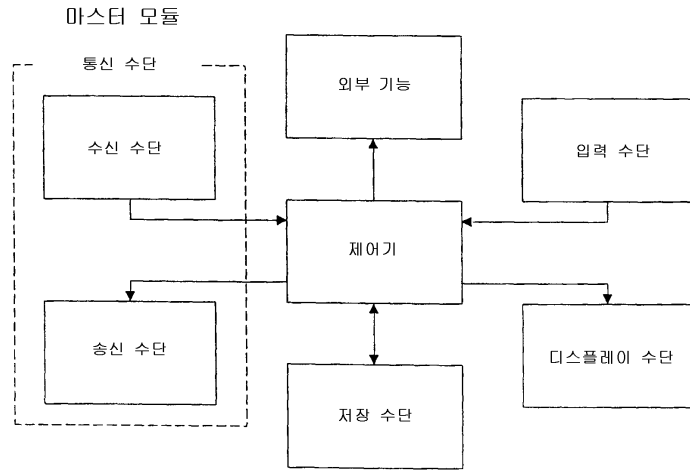 마스터 모듈
통신 수단
외부 기능
수신 수단
입력 수단
제어기
송신 수단
디스플레이 수단
저장 수단